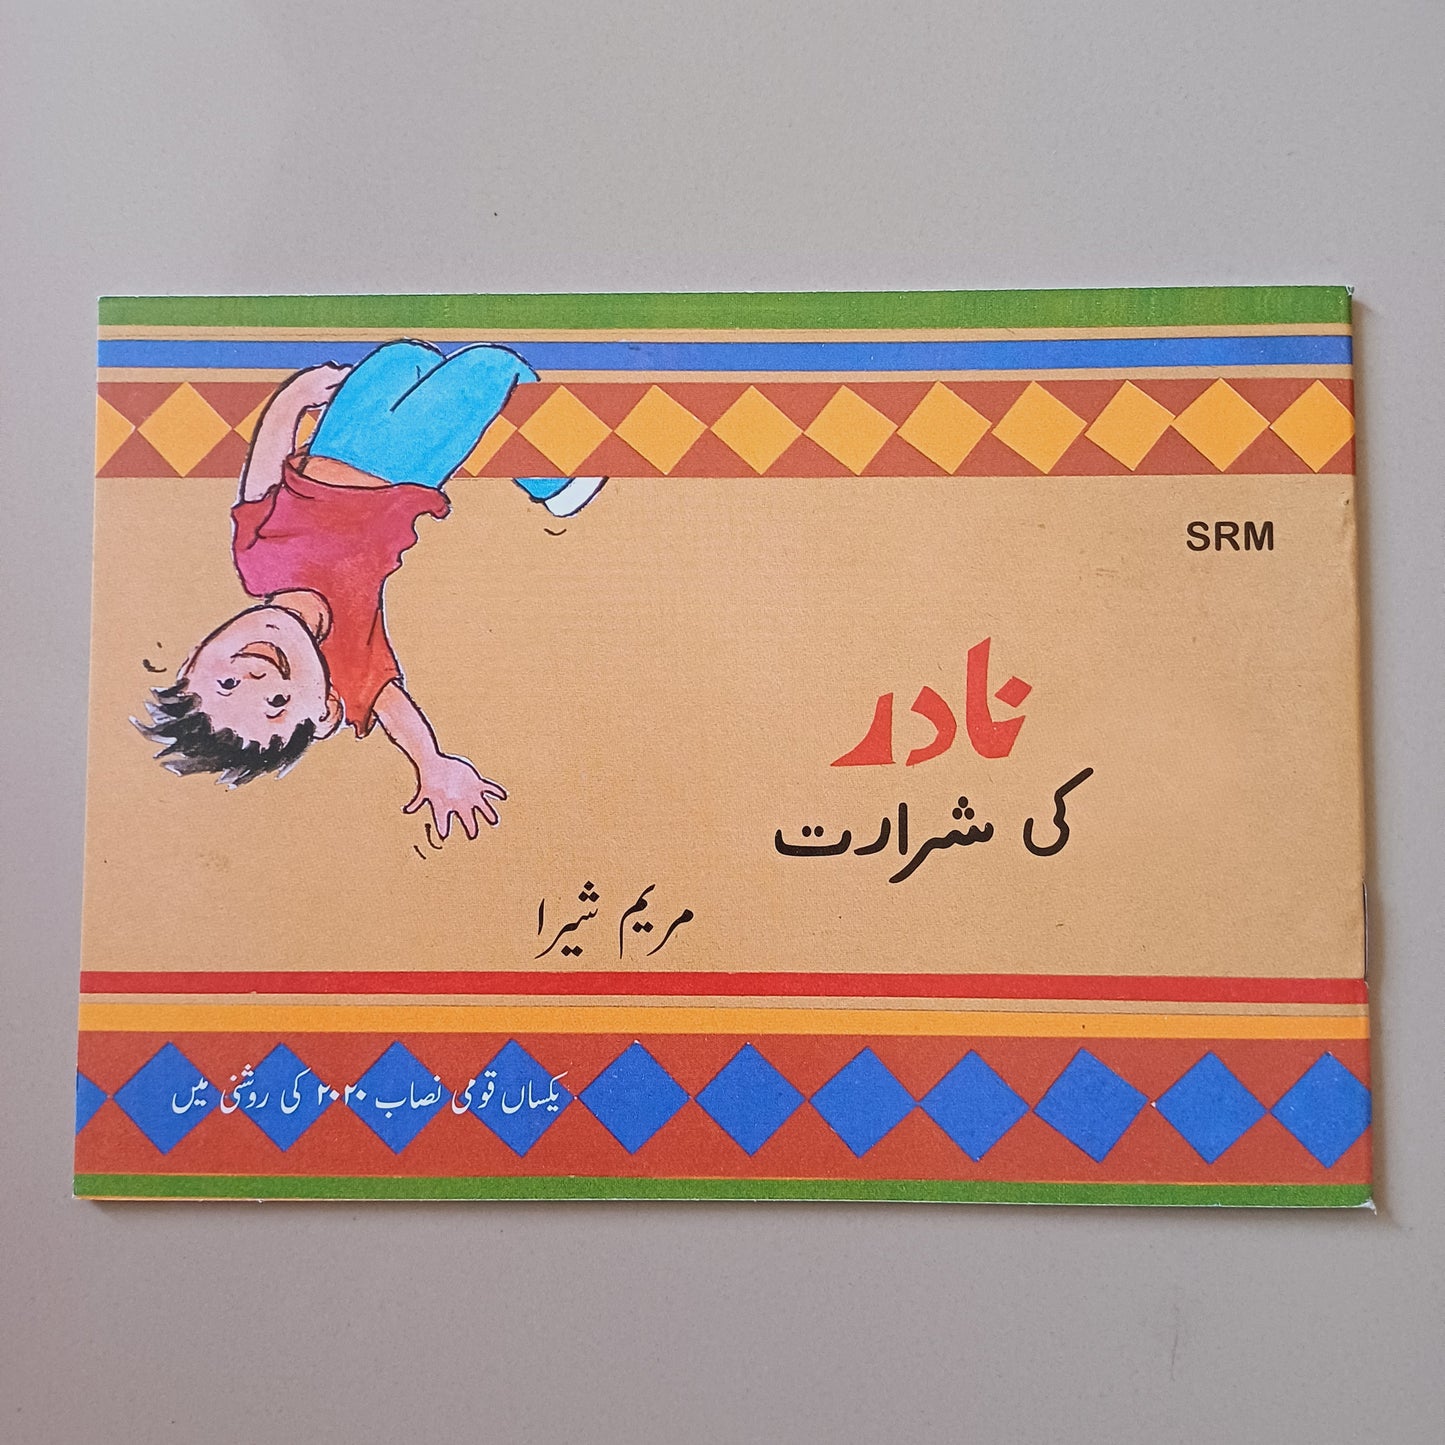 SRM
نادر
کی شرارت
مریم شیرا
یکساں قومی نصاب ۲۰۲۰ کی روشنی میں